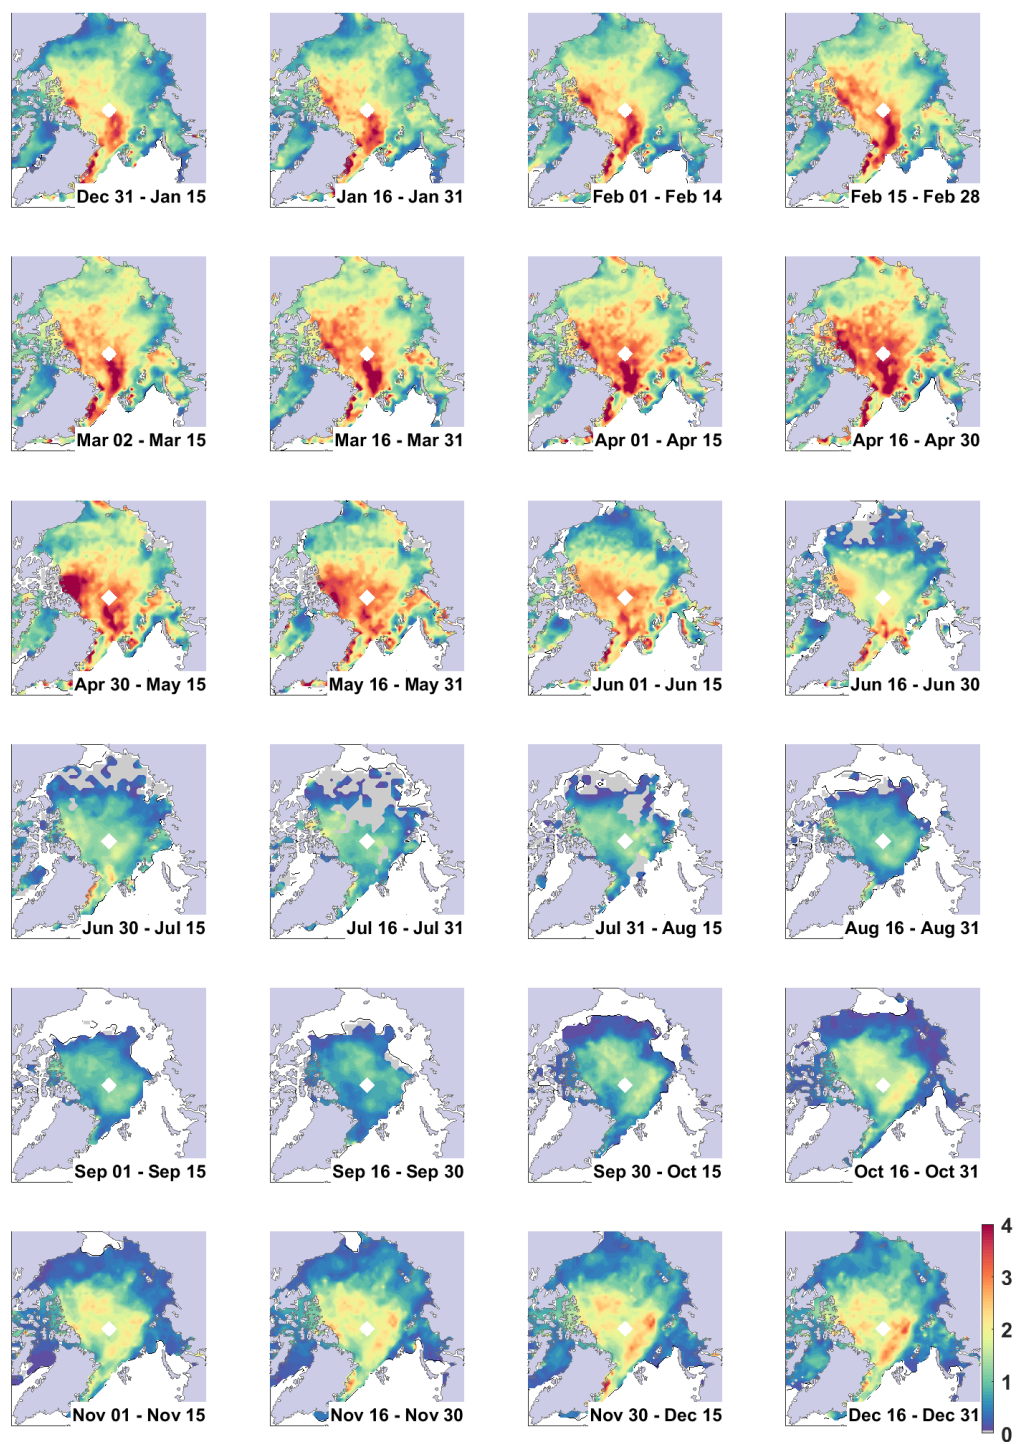 Dec 31 - Jan 15
Jan 16 - Jan 31
Feb 01 - Feb 14
Feb 15 - Feb 28
Mar 02 - Mar 15
Mar 16 - Mar 31
Apr 01 - Apr 15
Apr 16 - Apr 30
Apr 30 - May 15
May 16 - May 31
Jun 01 - Jun 15
Jun 16 - Jun 30
Jun 30 - Jul 15
Jul 16 - Jul 31
Jul 31 - Aug 15
Aug 16 - Aug 31
Sep 01 - Sep 15
Sep 16 - Sep 30
Sep 30 - Oct 15
Oct 16 - Oct 31
Nov 01 - Nov 15
Nov 16 - Nov 30
Nov 30 - Dec 15
Dec 16 - Dec 31
4
3
2
1
0